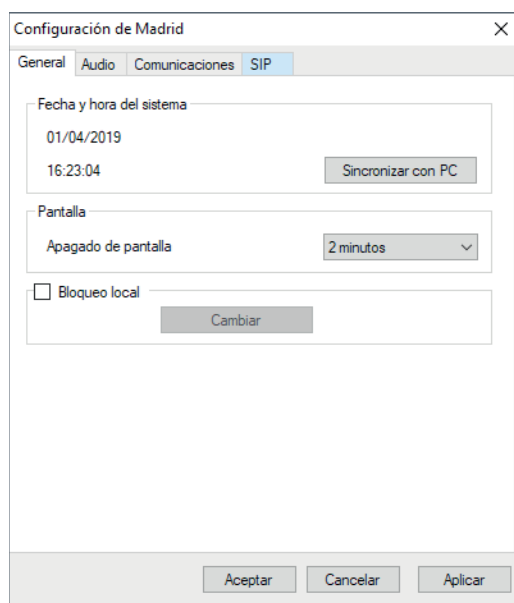 Configuración de Madrid
General Audio Comunicaciones SIP
Fecha y hora del sistema
01/04/2019
16:23:04 Sincronizar con PC
Pantalla
Apagado de pantalla 2 minutos
Bloqueo local
Cambiar
Aceptar Cancelar Aplicar